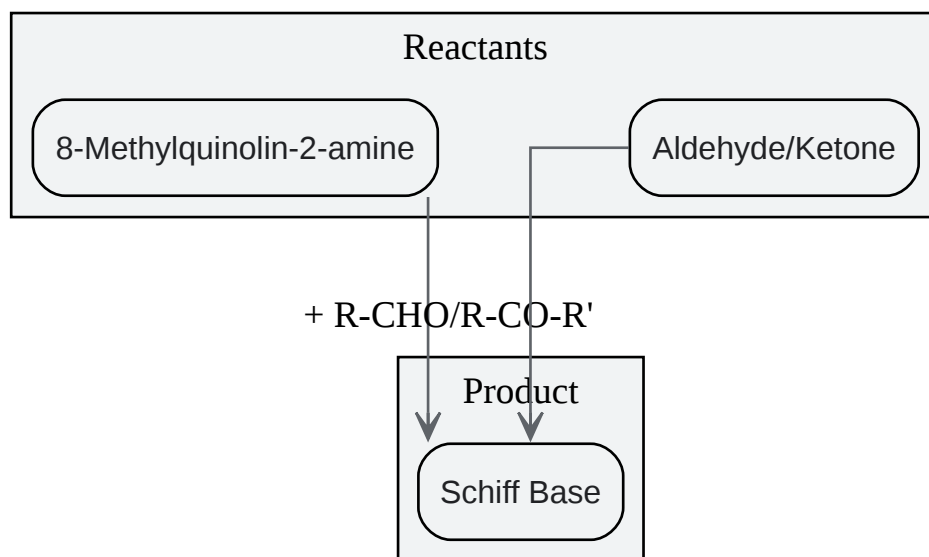 Reactants
8-Methylquinolin-2-amine
Aldehyde/Ketone
+ R-CHO/R-CO-R'
Product
Schiff Base